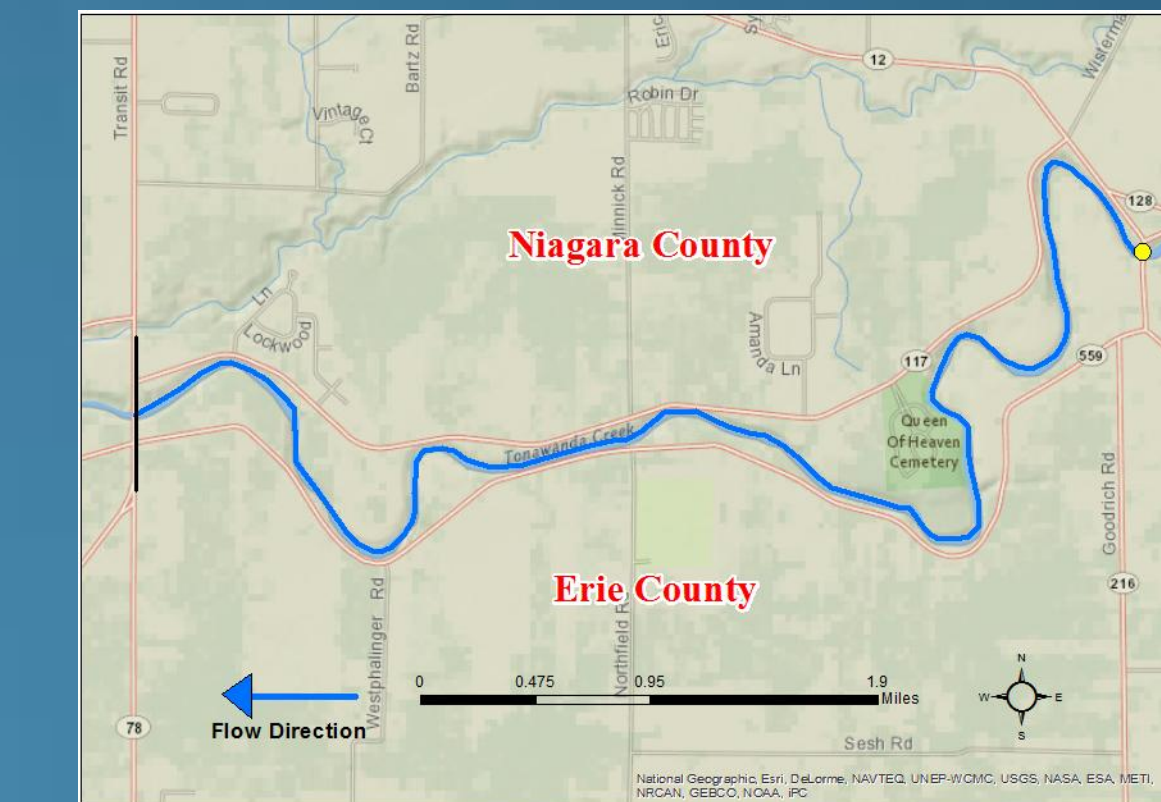 Transit Rd
Bartz Rd
Eric
12
Robin Dr
Vintage
Ct
Minnick Rd
128
Niagara County
Ln
Lockwood
Amanda Ln
117
559
Queen
Of Heaven
Cemetery
Tonawanda Creek
Goodrich Rd
216
Erie County
Westphalinger Rd
Northfield R
0 0.475 0.95 1.9
Miles
Flow Direction
N
W E
S
78
Sesh Rd
National Geographic, Esri, DeLorme, NAVTEQ, UNEP-WCMC, USGS, NASA, ESA, METI,
NRCAN, GEBCO, NOAA, iPC